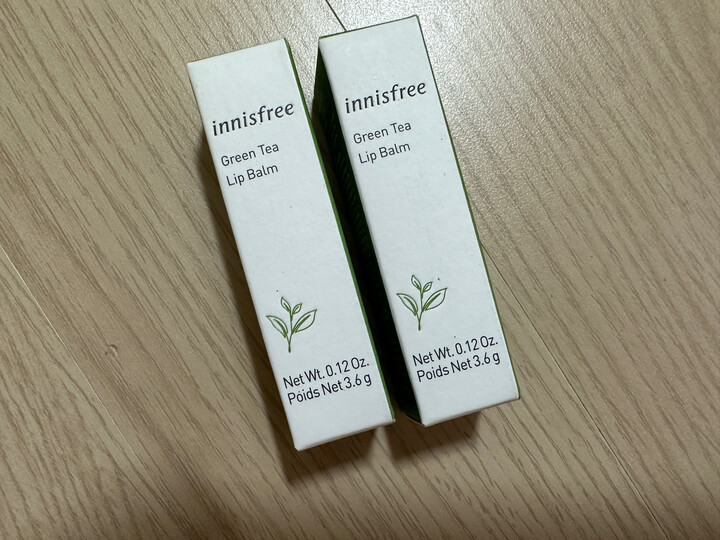 innisfree
Green Tea
Lip Balm
Net Wt. 0.12 Oz.
Poids Net 3.6 g
innisfree
Green Tea
Lip Balm
Net Wt. 0.12 Oz.
Poids Net 3.6 g